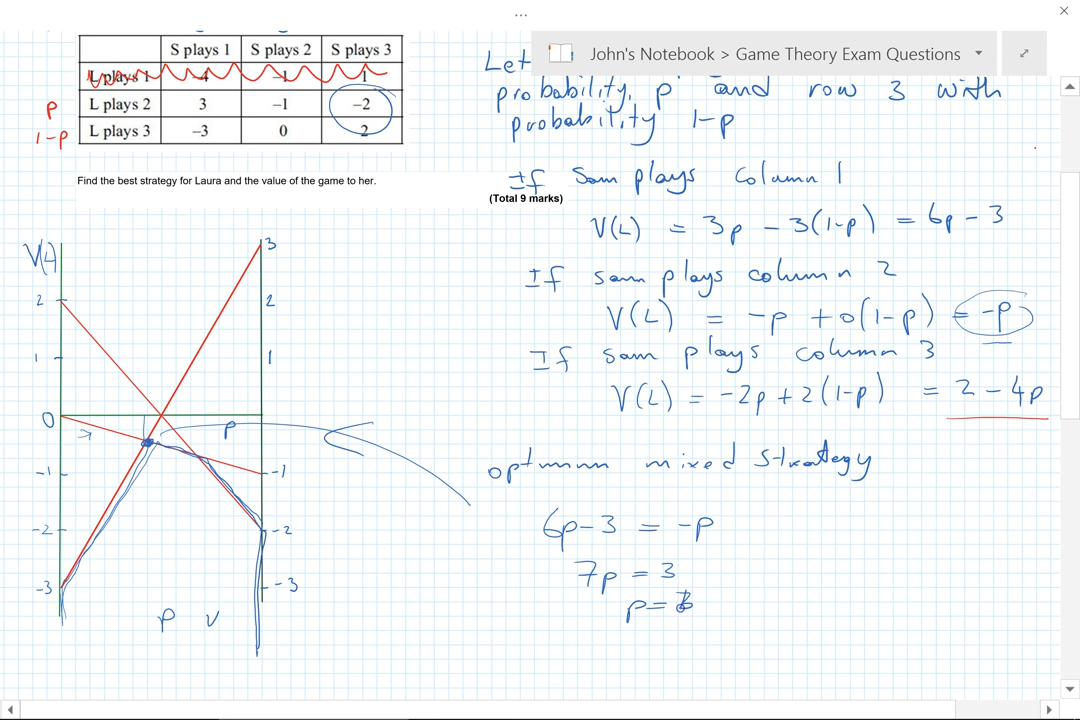 ...
John's Notebook > Game Theory Exam Questions
S plays 1 S plays 2 S plays 3
L plays 1 -1 1
L plays 2 3 −1 −2
L plays 3 −3 0 2
p
1-p
Find the best strategy for Laura and the value of the game to her.
(Total 9 marks)
Let
probability, p and row 3 with
probability 1-p
If Sam plays column 1
V(L) = 3p - 3(1-p) = 6p - 3
If sam plays column 2
V(L) = -p + 0(1-p) = -p
If sam plays column 3
V(L) = -2p + 2(1-p) = 2 - 4p
optimum mixed strategy
6p - 3 = -p
7p = 3
p =
V(L)
2
1
0
-1
-2
-3
3
2
1
-1
-2
-3
p
p v